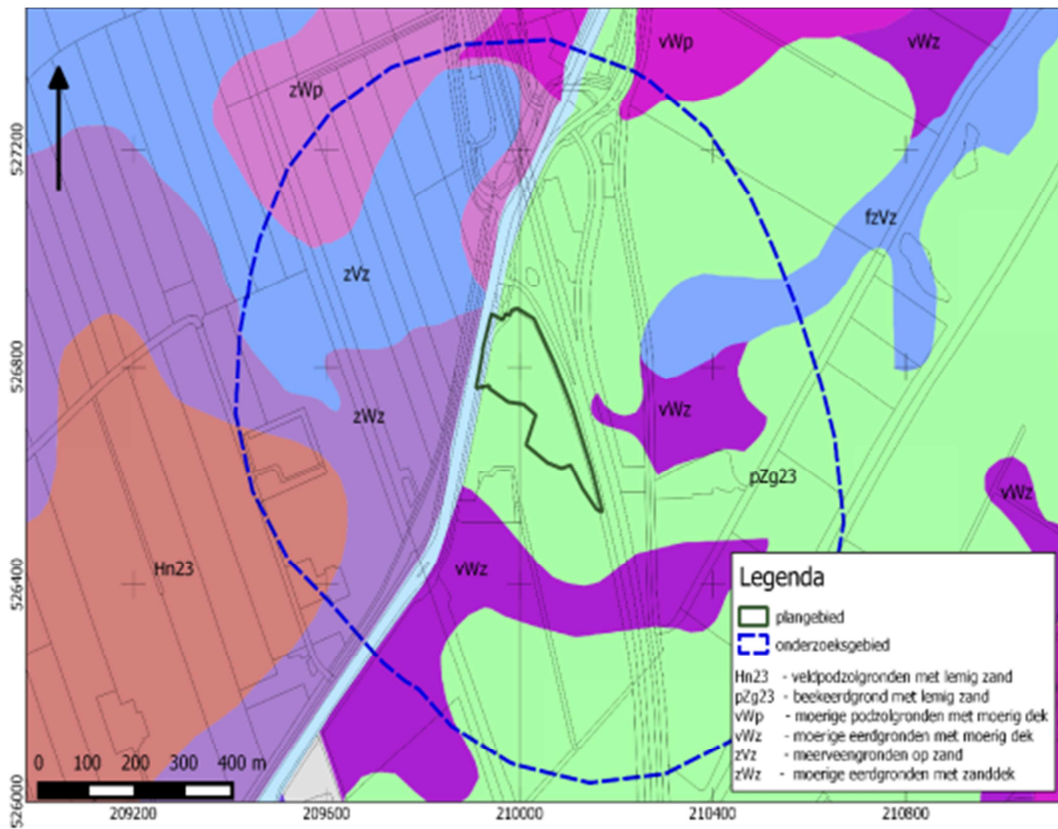 vWp
vWz
zWp
527200
fzVz
zVz
526800
zWz
vWz
pZg23
vWz
Hn23
vWz
526400
Legenda
plangebied
onderzoeksgebied
Hn23 - veldpodzolgronden met lemig zand
pZg23 - beekeerdgrond met lemig zand
vWp - moerige podzolgronden met moerig dek
vWz - moerige eerdgronden met moerig dek
zVz - meerveengronden op zand
zWz - moerige eerdgronden met zanddek
0 100 200 300 400 m
526000
209200 209600 210000 210400 210800